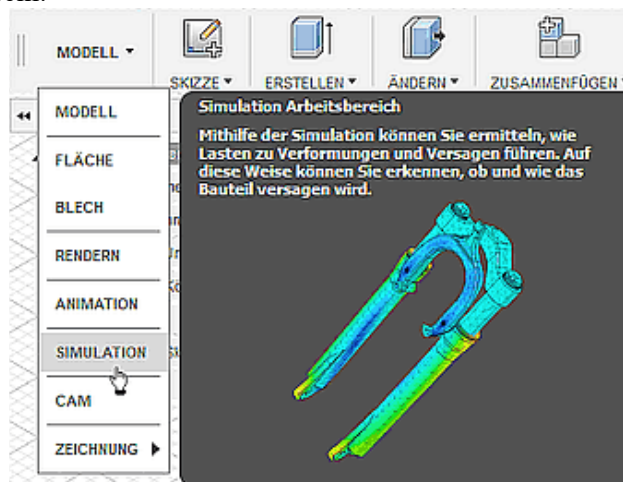 MODELL
SKIZZE ERSTELLEN ÄNDERN ZUSAMMENFÜGEN
MODELL
FLÄCHE
BLECH
RENDERN
ANIMATION
SIMULATION
CAM
ZEICHNUNG
Simulation Arbeitsbereich
Mithilfe der Simulation können Sie ermitteln, wie
Lasten zu Verformungen und Versagen führen. Auf
diese Weise können Sie erkennen, ob und wie das
Bauteil versagen wird.